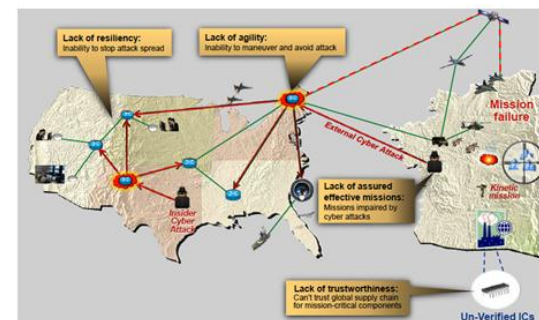 Lack of resiliency:
Inability to stop attack spread
Lack of agility:
Inability to maneuver and avoid attack
Mission
failure
External Cyber Attack
Kinetic
mission
Lack of assured
effective missions:
Missions impaired by
cyber attacks
Insider
Cyber
Attack
Lack of trustworthiness:
Can't trust global supply chain
for mission-critical components
Un-Verified ICs